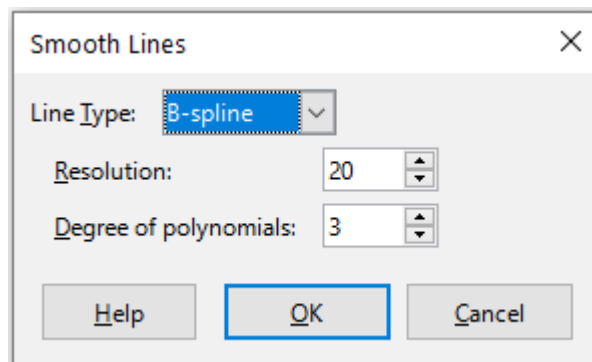 Smooth Lines
Line Type: B-spline
Resolution: 20
Degree of polynomials: 3
Help OK Cancel